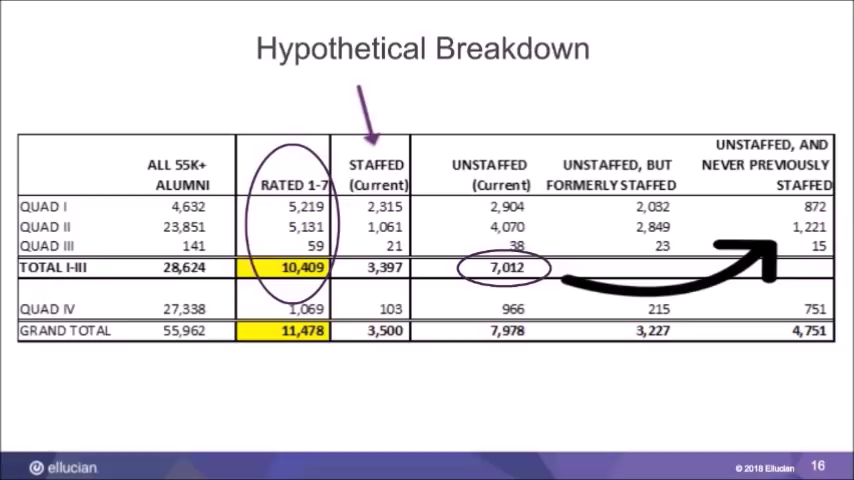 Hypothetical Breakdown
ALL 55K+ ALUMNI RATED 1-7 STAFFED (Current) UNSTAFFED (Current) UNSTAFFED, BUT FORMERLY STAFFED UNSTAFFED, AND NEVER PREVIOUSLY STAFFED
QUAD I 4,632 5,219 2,315 2,904 2,032 872
QUAD II 23,851 5,131 1,061 4,070 2,849 1,221
QUAD III 141 59 21 38 23 15
TOTAL I-III 28,624 10,409 3,397 7,012
QUAD IV 27,338 1,069 103 966 215 751
GRAND TOTAL 55,962 11,478 3,500 7,978 3,227 4,751
ellucian © 2018 Ellucian 16